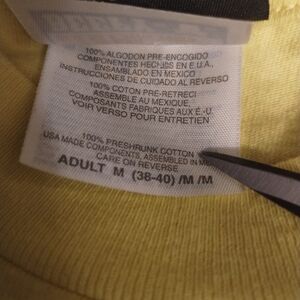 100% ALGODON PRE-ENCOGIDO
COMPONENTES HECHOS EN E.U.A.,
ENSAMBLADO EN MEXICO
INSTRUCCIONES DE CUIDADO AL REVERSO
100% COTON PRE-RETRECI
ASSEMBLE AU MEXIQUE,
COMPOSANTS FABRIQUES AUX É.-U.
VOIR VERSO POUR ENTRETIEN
100% PRESHRUNK COTTON
USA MADE COMPONENTS, ASSEMBLED IN
CARE ON REVERSE
ADULT M (38-40) /M /M